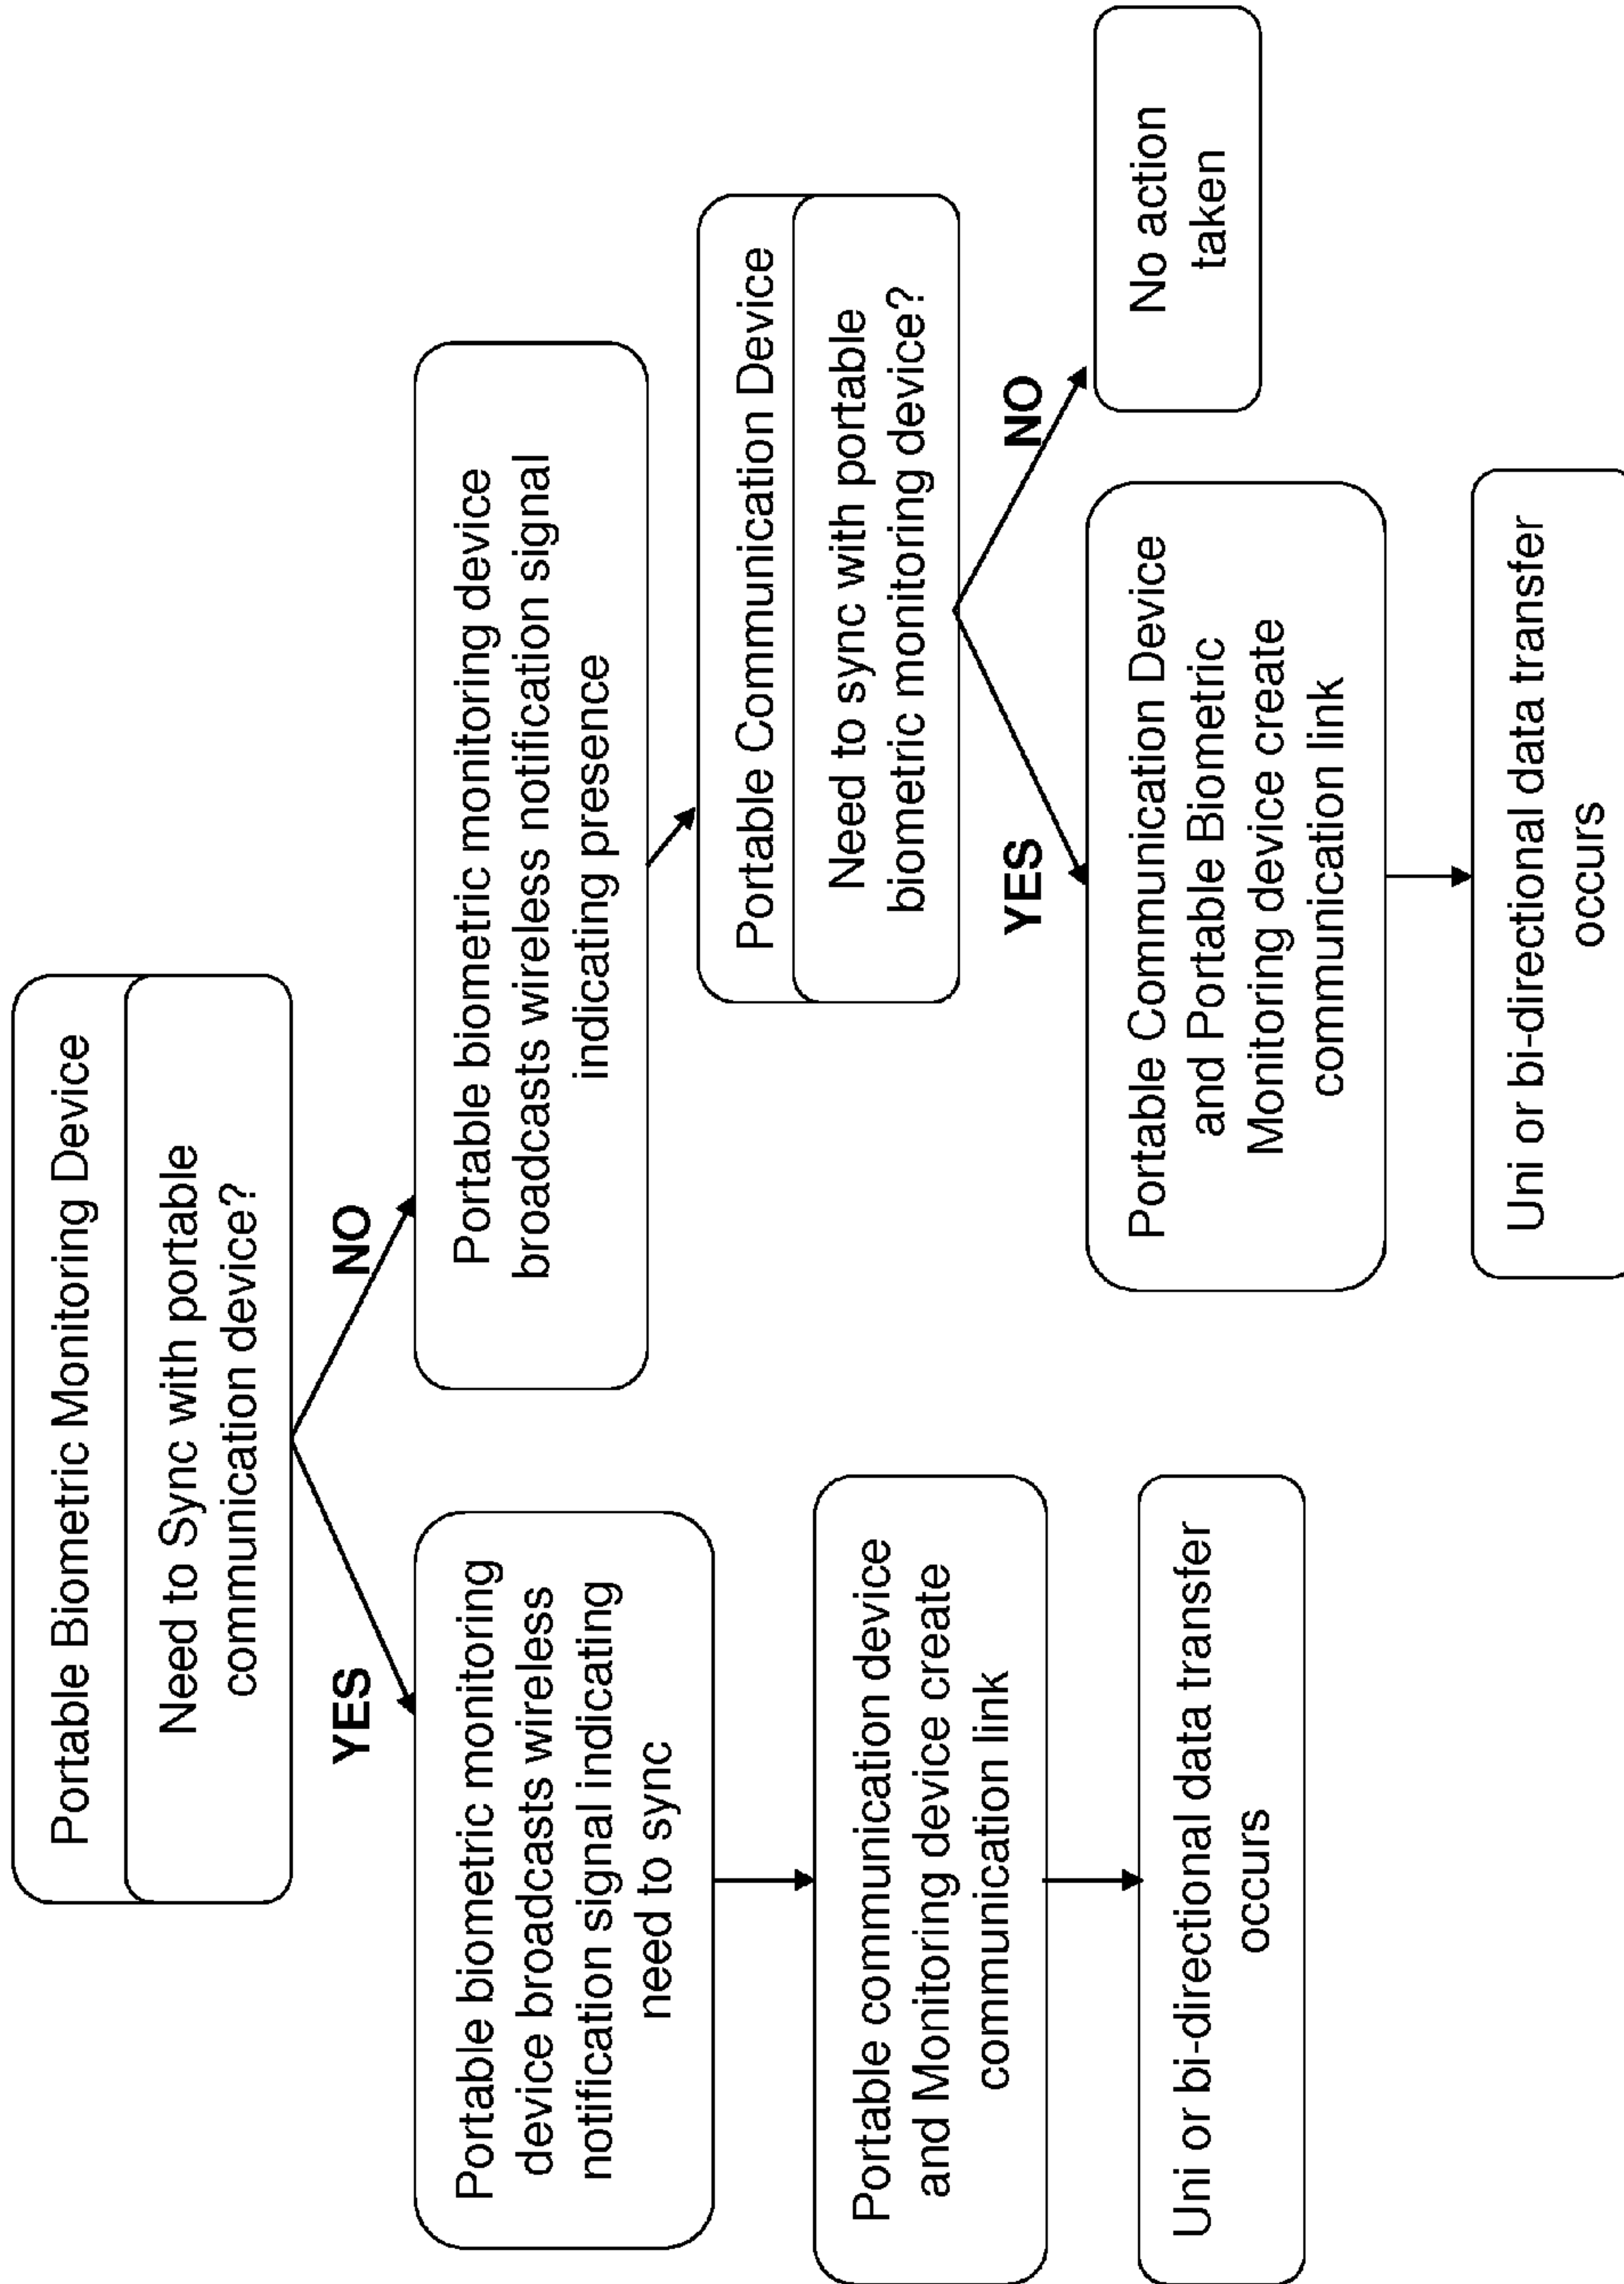 Portable Biometric Monitoring Device
Need to Sync with portable
communication device?
YES
NO
Portable biometric monitoring
device broadcasts wireless
notification signal indicating
need to sync
Portable biometric monitoring device
broadcasts wireless notification signal
indicating presence
Portable communication device
and Monitoring device create
communication link
Uni or bi-directional data transfer
occurs
Portable Communication Device
Need to sync with portable
biometric monitoring device?
YES
NO
Portable Communication Device
and Portable Biometric
Monitoring device create
communication link
No action
taken
Uni or bi-directional data transfer
occurs